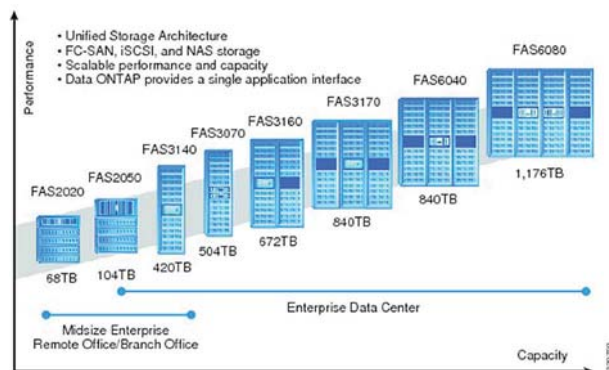 • Unified Storage Architecture
• FC-SAN, iSCSI, and NAS storage
• Scalable performance and capacity
• Data ONTAP provides a single application interface
Performance
FAS2020
68TB
FAS2050
104TB
FAS3140
420TB
FAS3070
504TB
FAS3160
672TB
FAS3170
840TB
FAS6040
840TB
FAS6080
1,176TB
Enterprise Data Center
Midsize Enterprise
Remote Office/Branch Office
Capacity